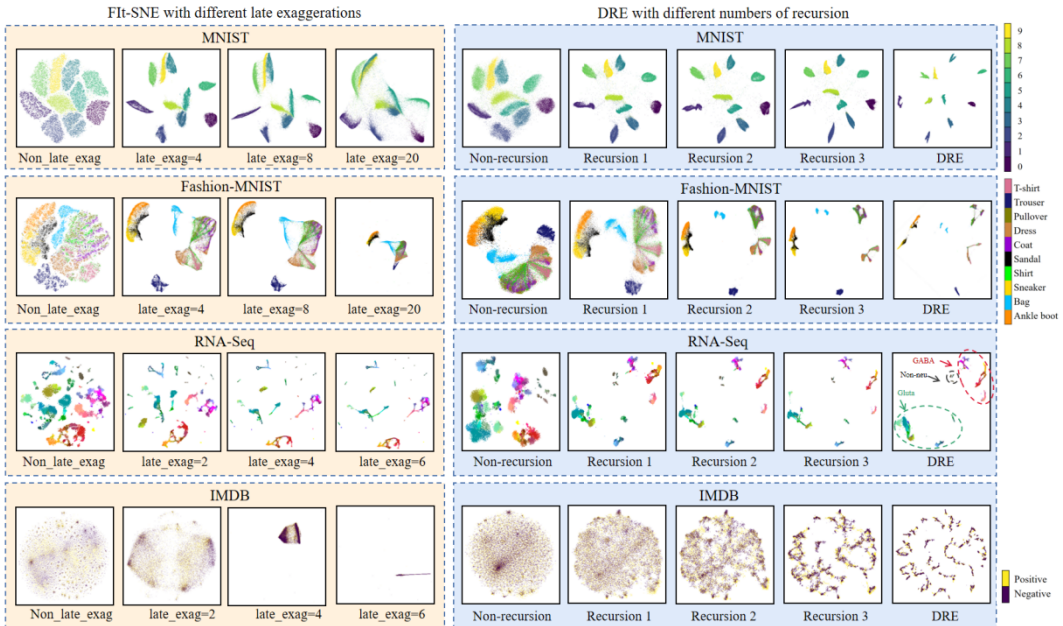 FIt-SNE with different late exaggerations
MNIST
Non_late_exag late_exag=4 late_exag=8 late_exag=20
Fashion-MNIST
Non_late_exag late_exag=4 late_exag=8 late_exag=20
RNA-Seq
Non_late_exag late_exag=2 late_exag=4 late_exag=6
IMDB
Non_late_exag late_exag=2 late_exag=4 late_exag=6
DRE with different numbers of recursion
MNIST
Non-recursion Recursion 1 Recursion 2 Recursion 3 DRE
Fashion-MNIST
Non-recursion Recursion 1 Recursion 2 Recursion 3 DRE
RNA-Seq
GABA
Non-neu
Gluta
Non-recursion Recursion 1 Recursion 2 Recursion 3 DRE
IMDB
Non-recursion Recursion 1 Recursion 2 Recursion 3 DRE
9
8
7
6
5
4
3
2
1
0
T-shirt
Trouser
Pullover
Dress
Coat
Sandal
Shirt
Sneaker
Bag
Ankle boot
Positive
Negative